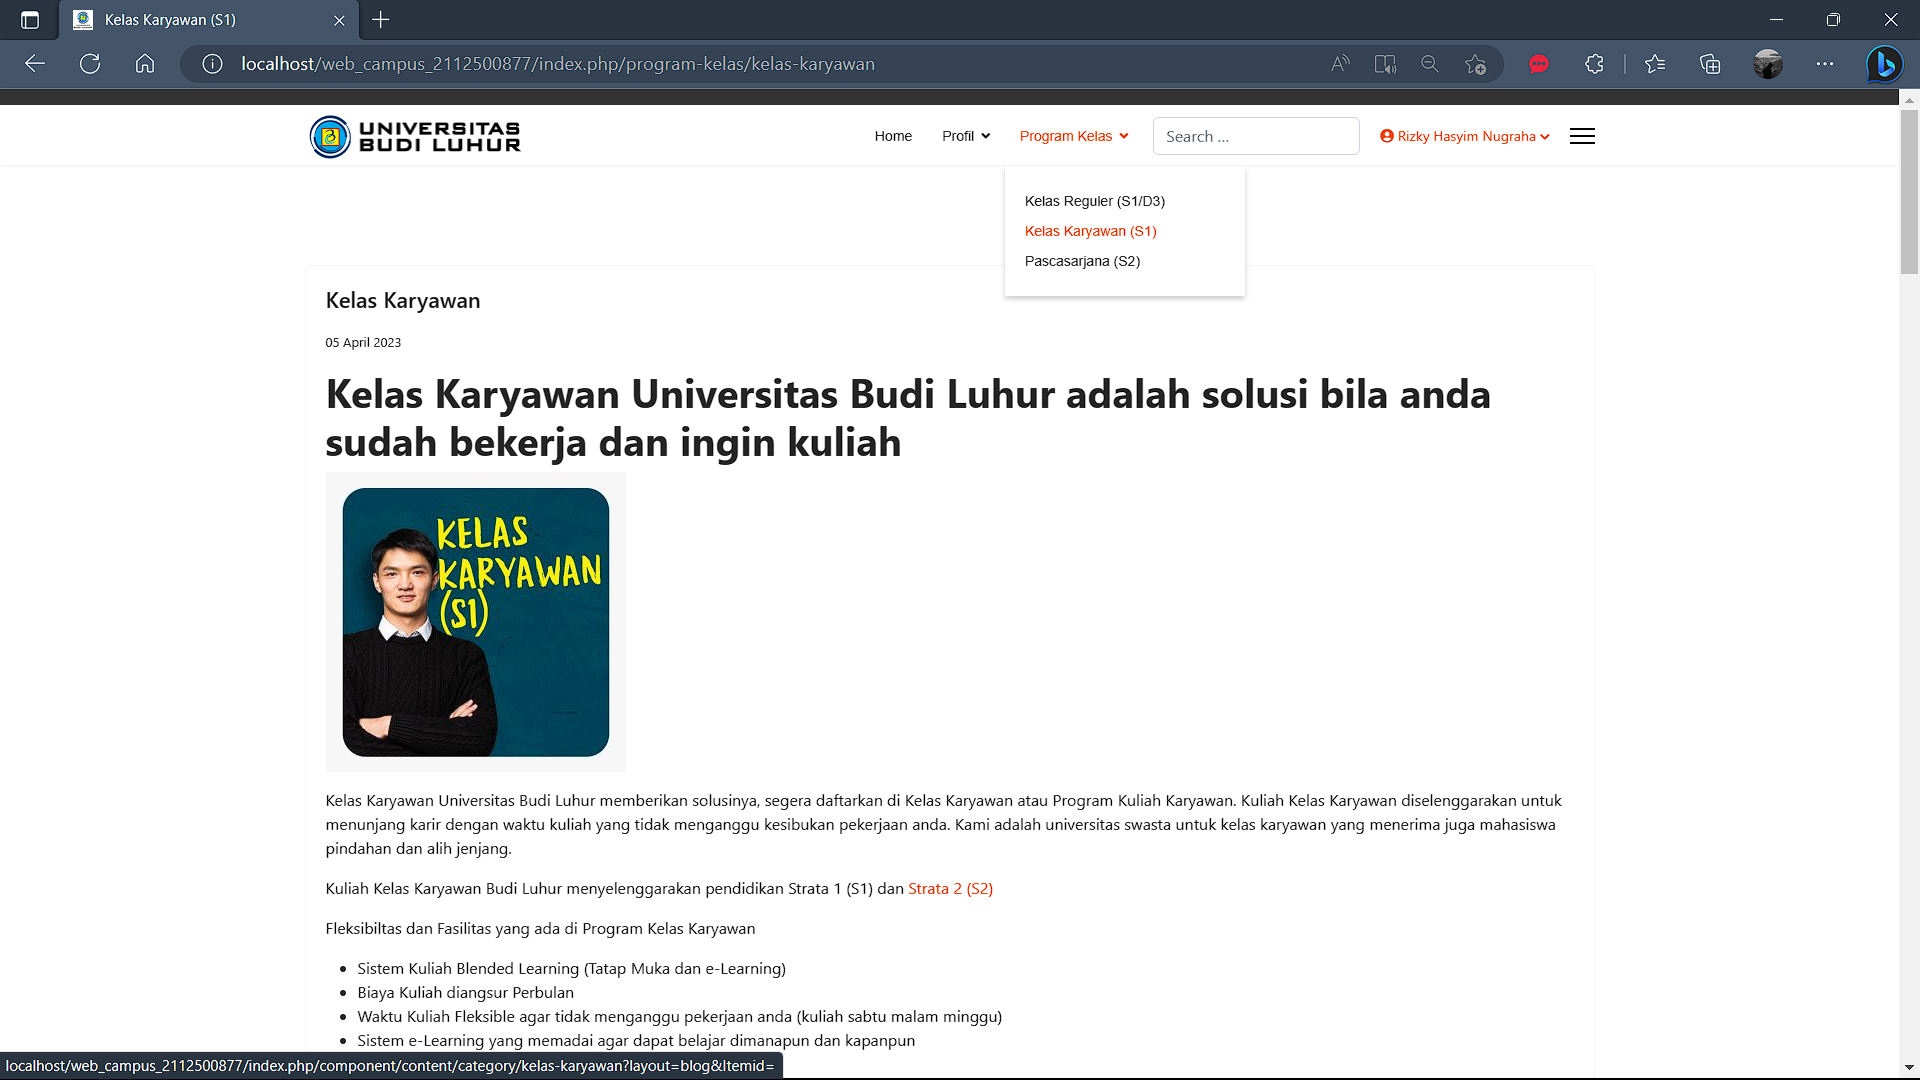 Kelas Karyawan (S1)
localhost/web_campus_2112500877/index.php/program-kelas/kelas-karyawan
UNIVERSITAS
BUDI LUHUR
Home
Profil
Program Kelas
Search ...
Rizky Hasyim Nugraha
Kelas Reguler (S1/D3)
Kelas Karyawan (S1)
Pascasarjana (S2)
Kelas Karyawan
05 April 2023
Kelas Karyawan Universitas Budi Luhur adalah solusi bila anda
sudah bekerja dan ingin kuliah
KELAS
KARYAWAN
(S1)
Kelas Karyawan Universitas Budi Luhur memberikan solusinya, segera daftarkan di Kelas Karyawan atau Program Kuliah Karyawan. Kuliah Kelas Karyawan diselenggarakan untuk
menunjang karir dengan waktu kuliah yang tidak menganggu kesibukan pekerjaan anda. Kami adalah universitas swasta untuk kelas karyawan yang menerima juga mahasiswa
pindahan dan alih jenjang.
Kuliah Kelas Karyawan Budi Luhur menyelenggarakan pendidikan Strata 1 (S1) dan Strata 2 (S2)
Fleksibiltas dan Fasilitas yang ada di Program Kelas Karyawan
Sistem Kuliah Blended Learning (Tatap Muka dan e-Learning)
Biaya Kuliah diangsur Perbulan
Waktu Kuliah Fleksible agar tidak menganggu pekerjaan anda (kuliah sabtu malam minggu)
Sistem e-Learning yang memadai agar dapat belajar dimanapun dan kapanpun
localhost/web_campus_2112500877/index.php/component/content/category/kelas-karyawan?layout=blog&Itemid=